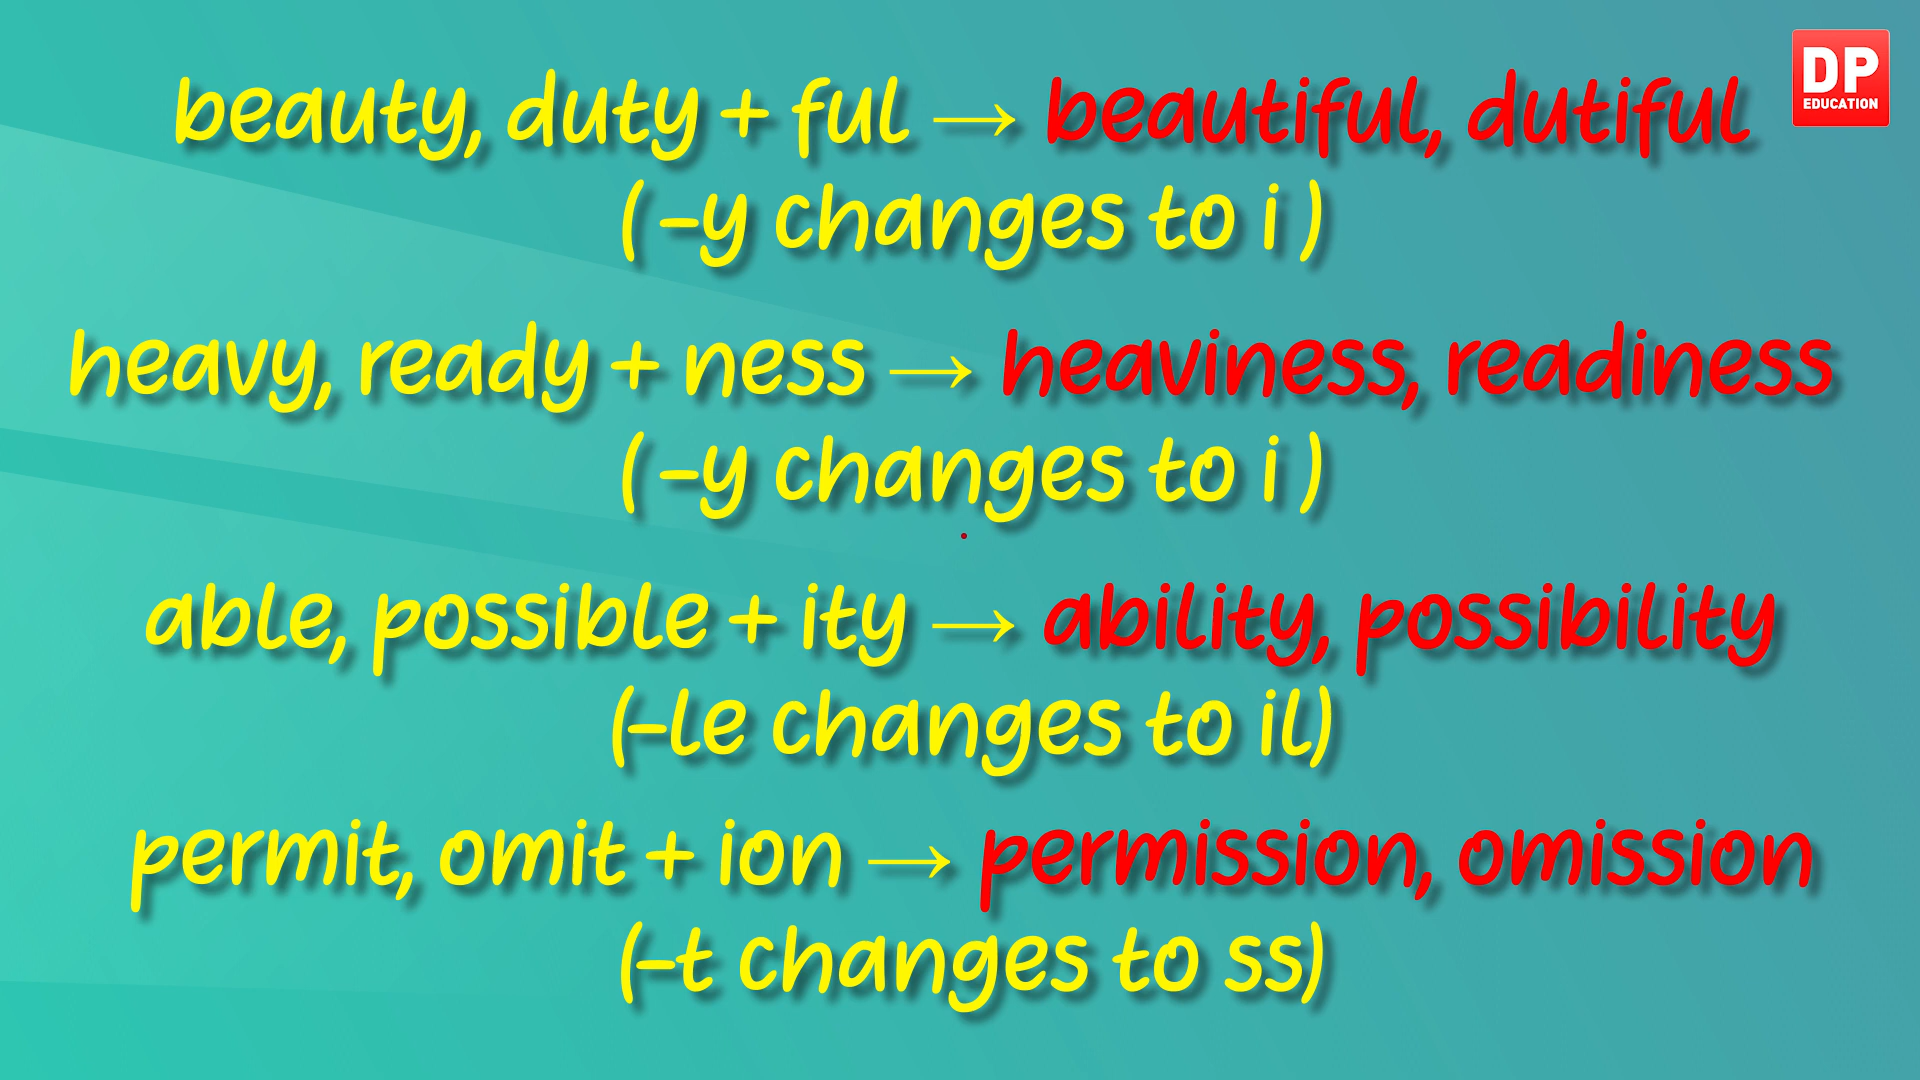 DP
EDUCATION
beauty, duty + ful → beautiful, dutiful
( -y changes to i )
heavy, ready + ness → heaviness, readiness
( -y changes to i )
able, possible + ity → ability, possibility
(-le changes to il)
permit, omit + ion → permission, omission
(-t changes to ss)